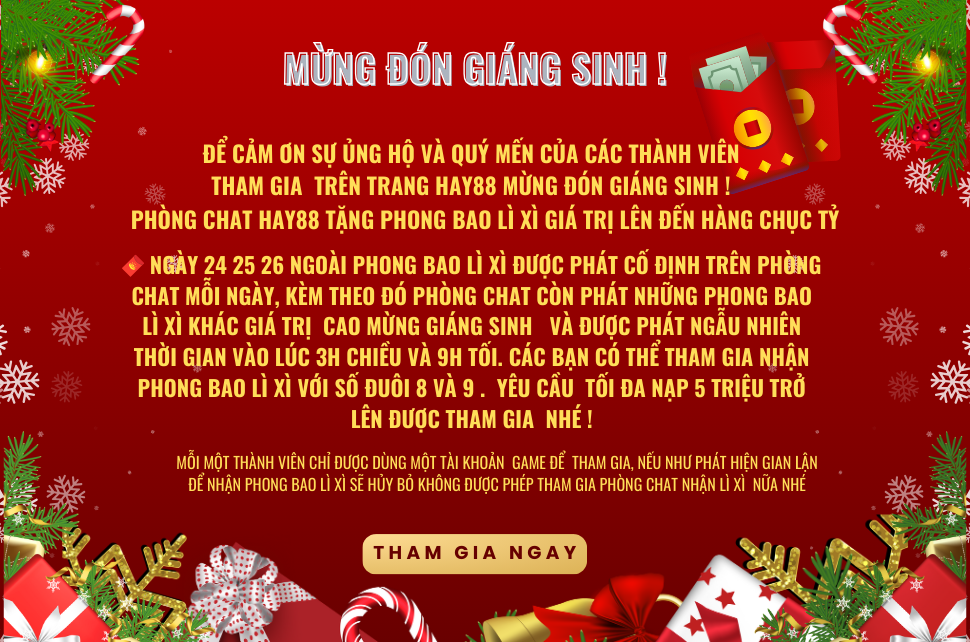 MỪNG ĐÓN GIÁNG SINH !
ĐỂ CẢM ƠN SỰ ỦNG HỘ VÀ QUÝ MẾN CỦA CÁC THÀNH VIÊN
THAM GIA TRÊN TRANG HAY88 MỪNG ĐÓN GIÁNG SINH !
PHÒNG CHAT HAY88 TẶNG PHONG BAO LÌ XÌ GIÁ TRỊ LÊN ĐẾN HÀNG CHỤC TỶ
NGÀY 24 25 26 NGOÀI PHONG BAO LÌ XÌ ĐƯỢC PHÁT CỐ ĐỊNH TRÊN PHÒNG
CHAT MỖI NGÀY, KÈM THEO ĐÓ PHÒNG CHAT CÒN PHÁT NHỮNG PHONG BAO
LÌ XÌ KHÁC GIÁ TRỊ CAO MỪNG GIÁNG SINH VÀ ĐƯỢC PHÁT NGẪU NHIÊN
THỜI GIAN VÀO LÚC 3H CHIỀU VÀ 9H TỐI. CÁC BẠN CÓ THỂ THAM GIA NHẬN
PHONG BAO LÌ XÌ VỚI SỐ ĐUÔI 8 VÀ 9 . YÊU CẦU TỐI ĐA NẠP 5 TRIỆU TRỞ
LÊN ĐƯỢC THAM GIA NHÉ !
MỖI MỘT THÀNH VIÊN CHỈ ĐƯỢC DÙNG MỘT TÀI KHOẢN GAME ĐỂ THAM GIA, NẾU NHƯ PHÁT HIỆN GIAN LẬN
ĐỂ NHẬN PHONG BAO LÌ XÌ SẼ HỦY BỎ KHÔNG ĐƯỢC PHÉP THAM GIA PHÒNG CHAT NHẬN LÌ XÌ NỮA NHÉ
THAM GIA NGAY